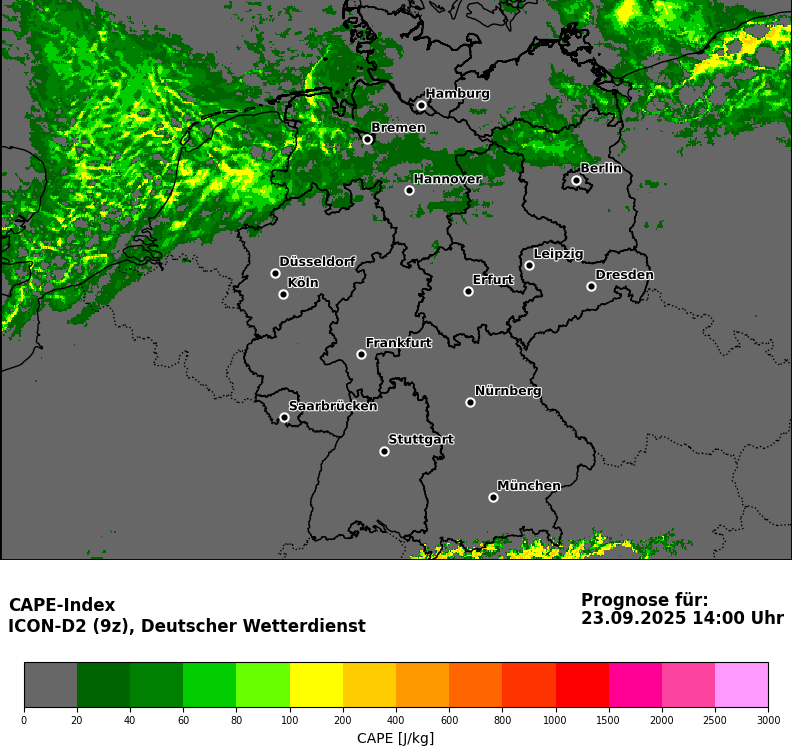 Hamburg
Bremen
Berlin
Hannover
Düsseldorf
Leipzig
Köln
Erfurt
Dresden
Frankfurt
Nürnberg
Saarbrücken
Stuttgart
München
CAPE-Index
ICON-D2 (9z), Deutscher Wetterdienst
Prognose für:
23.09.2025 14:00 Uhr
0 20 40 60 80 100 200 400 600 800 1000 1500 2000 2500 3000
CAPE [J/kg]